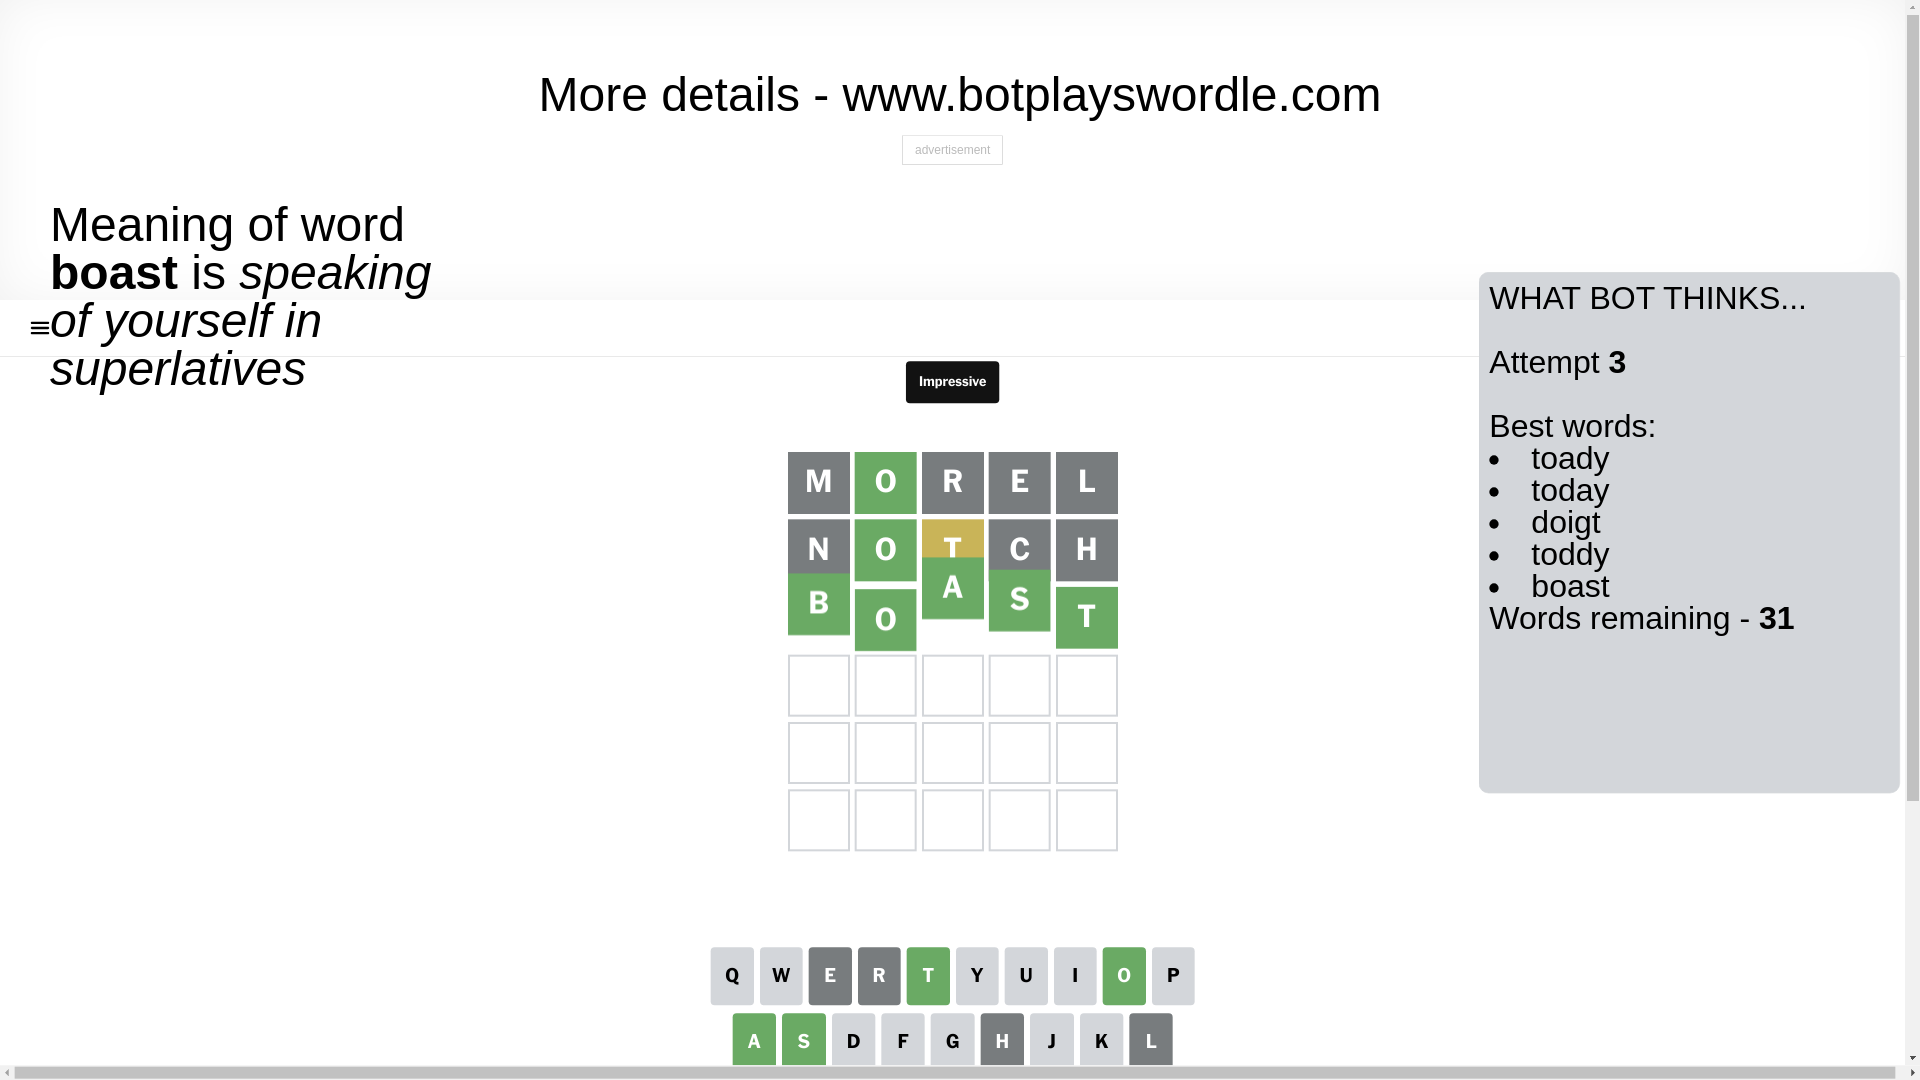 More details - www.botplayswordle.com
advertisement
Meaning of word
boast is speaking
of yourself in
superlatives
Impressive
WHAT BOT THINKS...
Attempt 3
Best words:
toady
today
doigt
toddy
boast
Words remaining - 31
M O R E L
N O T C H
B O A S T
Q W E R T Y U I O P
A S D F G H J K L